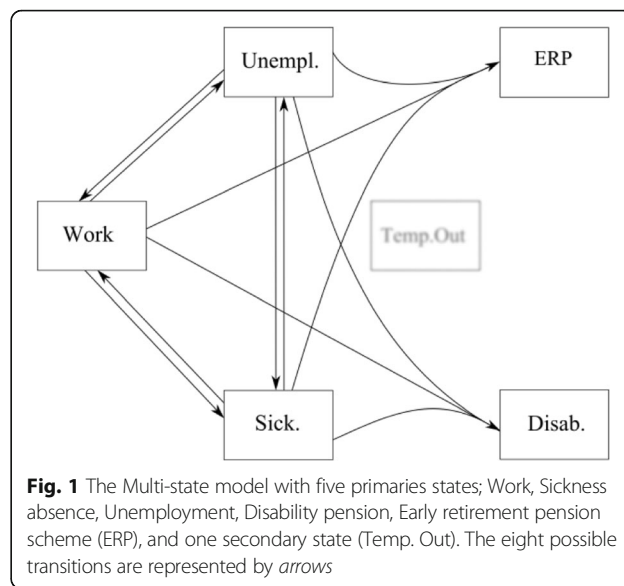 Unempl.
ERP
Work
Temp.Out
Sick.
Disab.
Fig. 1 The Multi-state model with five primaries states; Work, Sickness
absence, Unemployment, Disability pension, Early retirement pension
scheme (ERP), and one secondary state (Temp. Out). The eight possible
transitions are represented by arrows